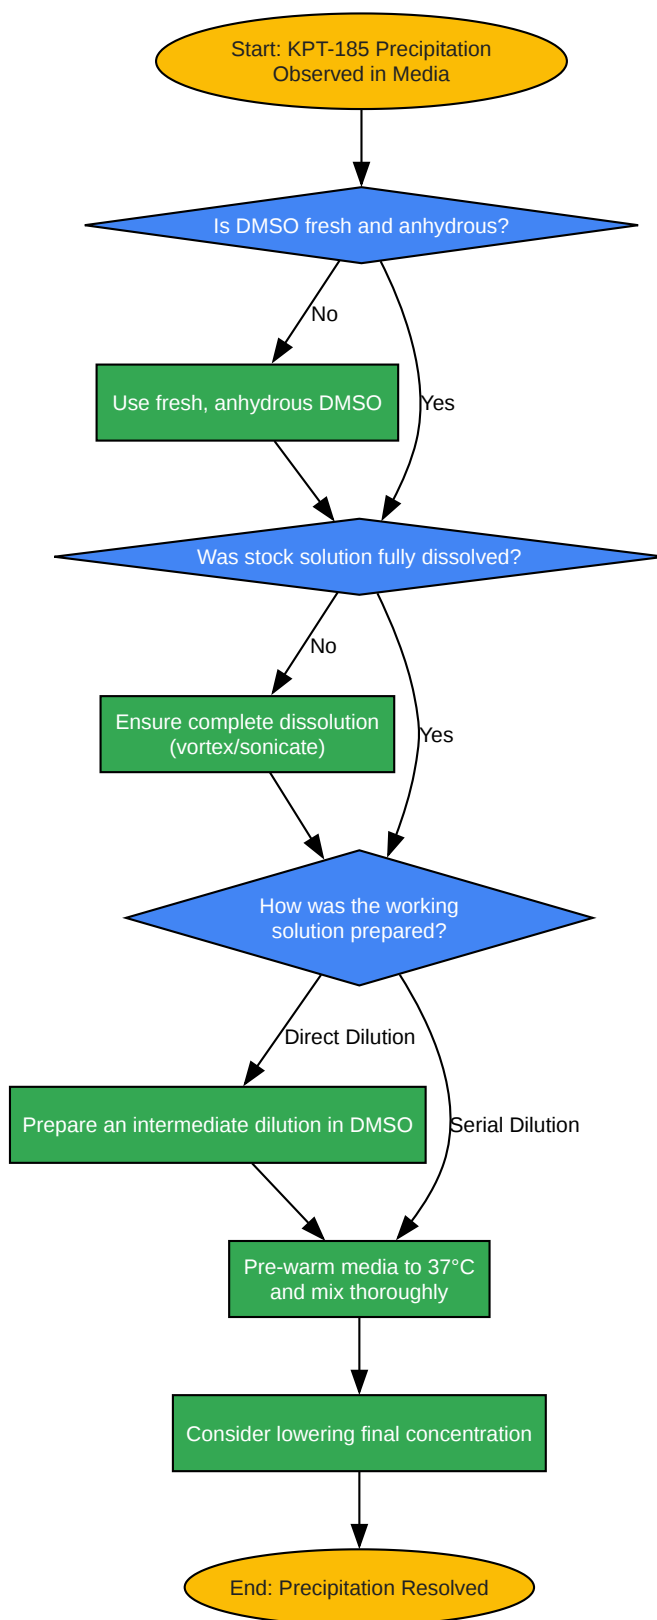 Start: KPT-185 Precipitation
Observed in Media
Is DMSO fresh and anhydrous?
No
Use fresh, anhydrous DMSO
Yes
Was stock solution fully dissolved?
No
Ensure complete dissolution
(vortex/sonicate)
Yes
How was the working
solution prepared?
Direct Dilution
Prepare an intermediate dilution in DMSO
Serial Dilution
Pre-warm media to 37°C
and mix thoroughly
Consider lowering final concentration
End: Precipitation Resolved